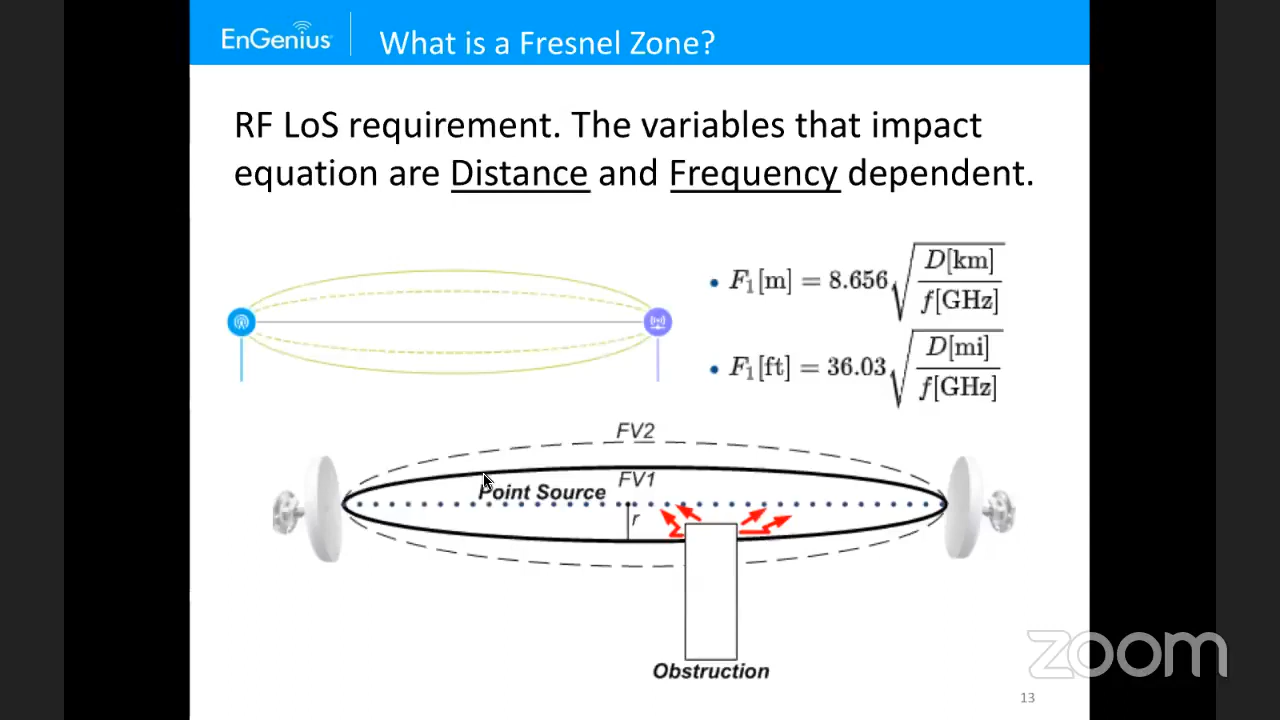 EnGenius
What is a Fresnel Zone?
RF LoS requirement. The variables that impact
equation are Distance and Frequency dependent.
• F₁[m] = 8.656√(D[km]/f[GHz])
• F₁[ft] = 36.03√(D[mi]/f[GHz])
FV2
FV1
Point Source
r
Obstruction
zoom
13